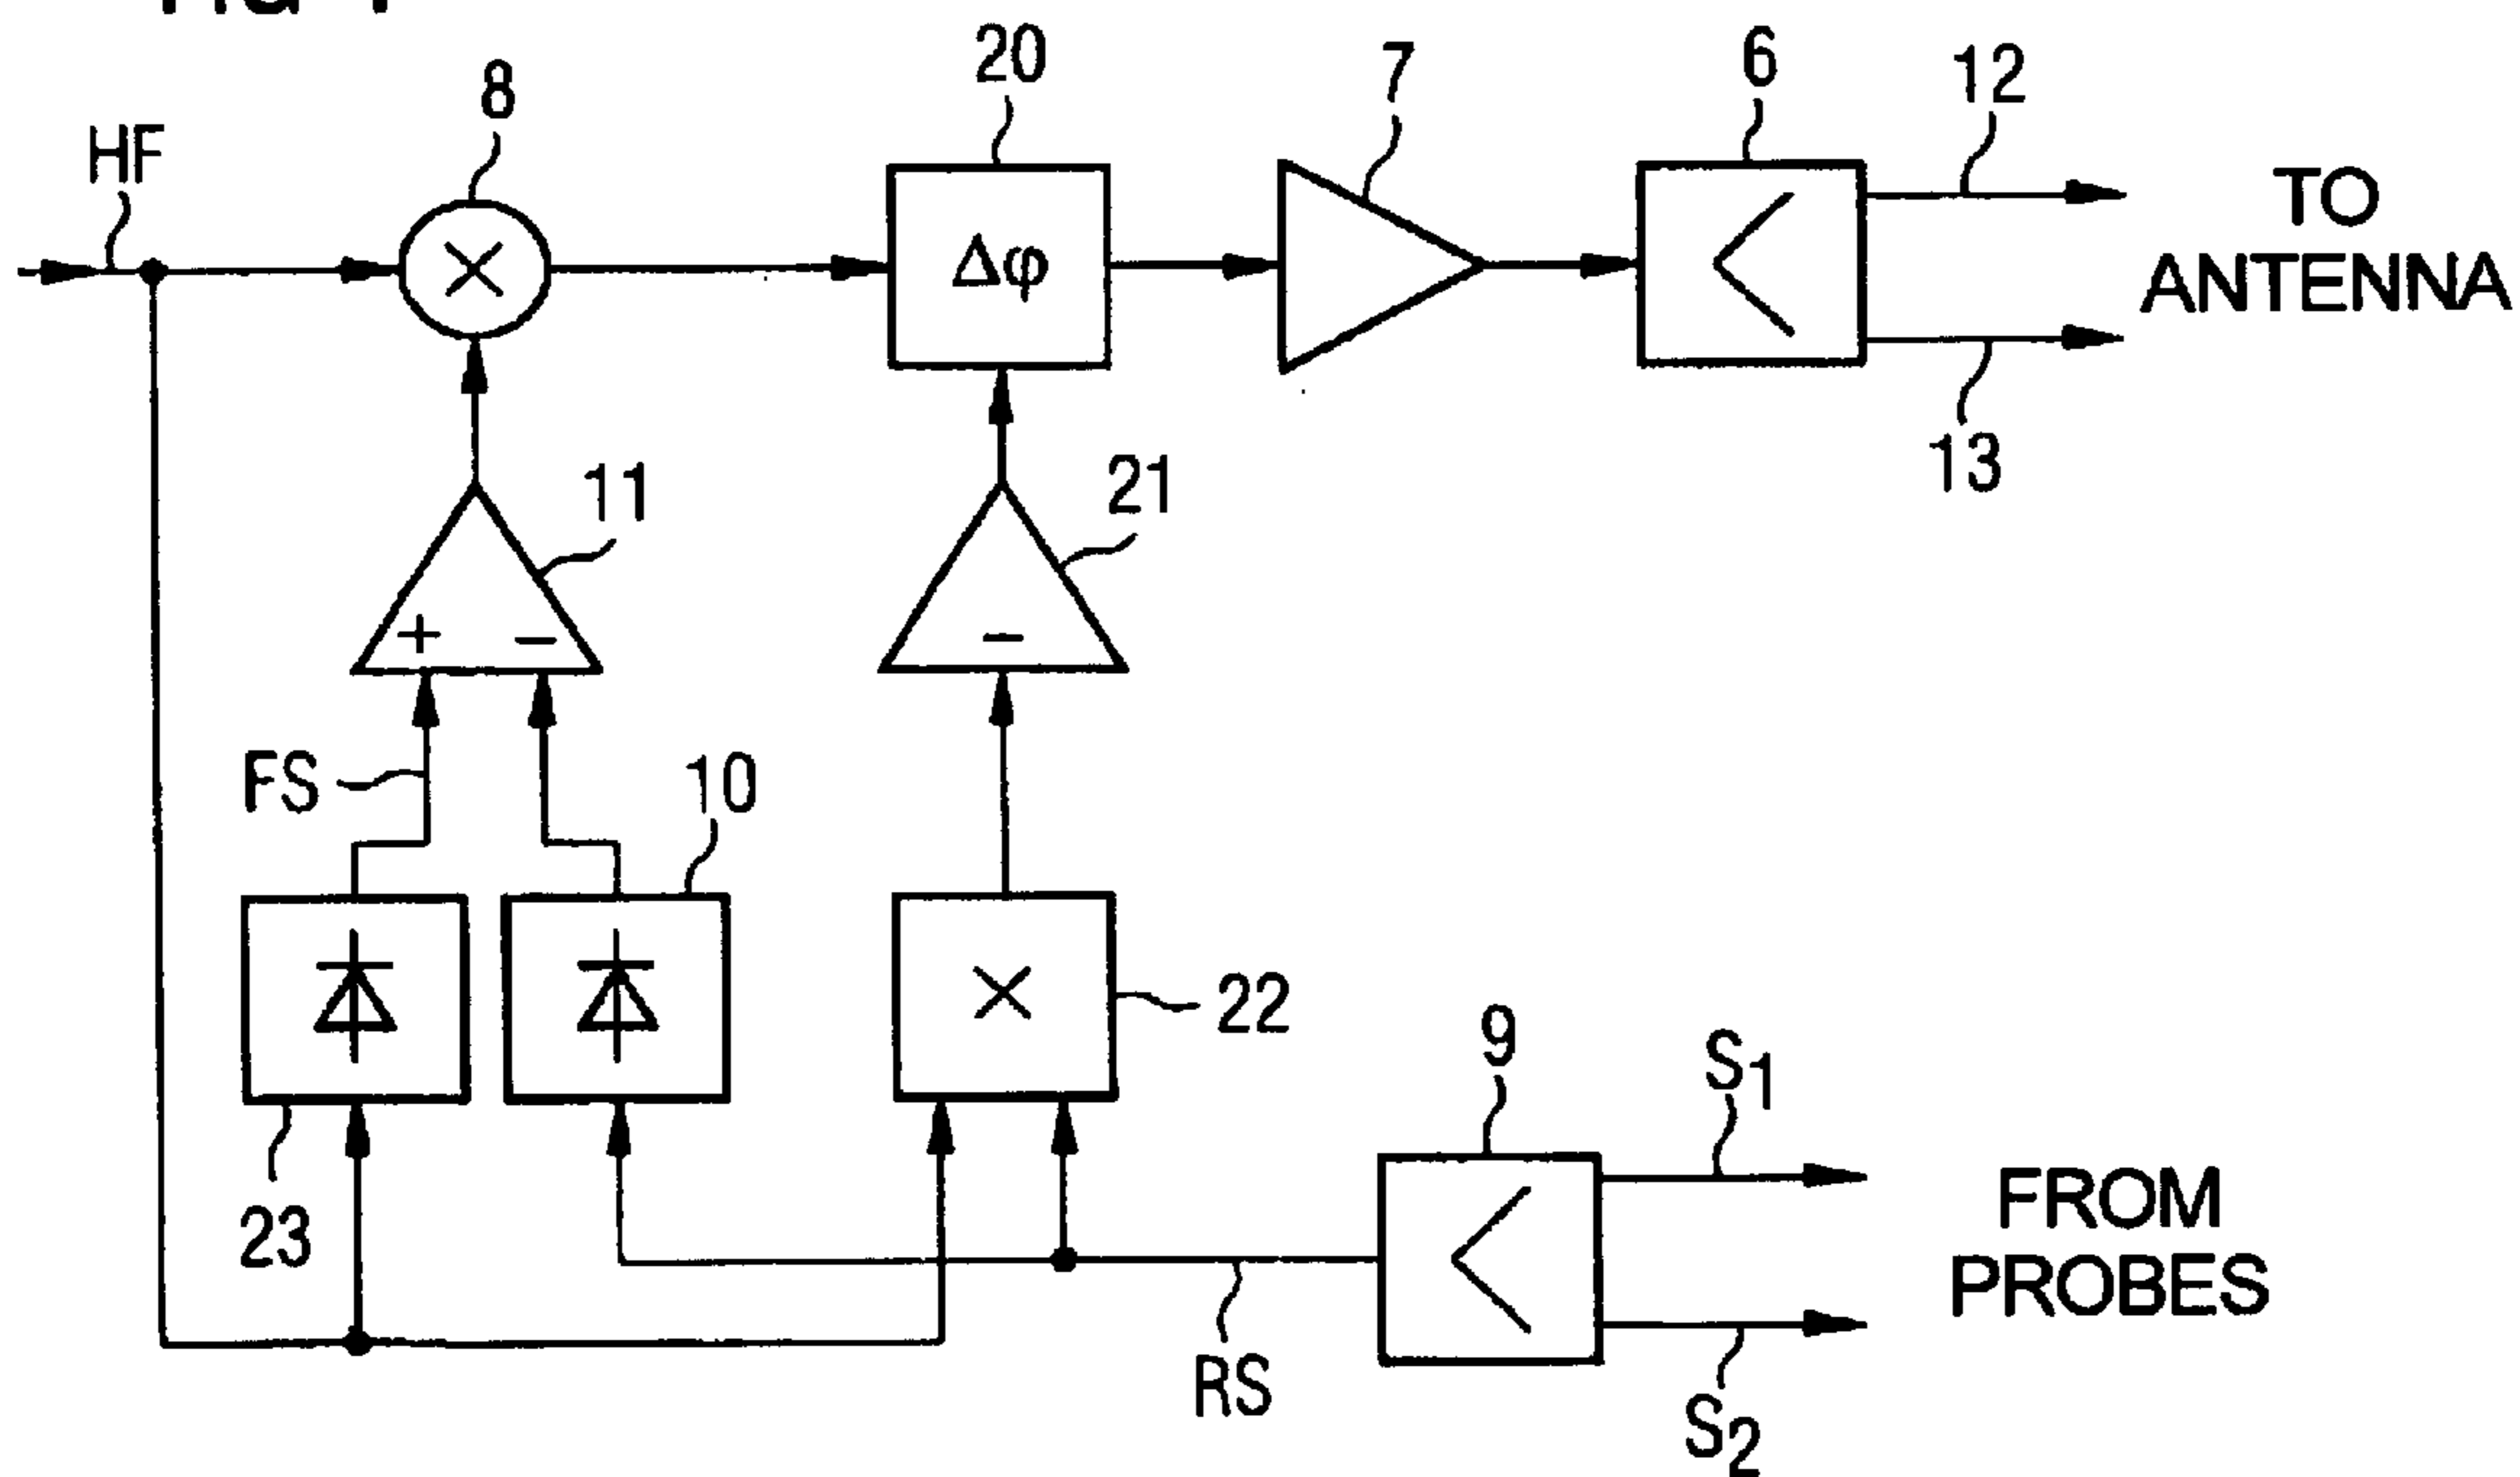 8
20
7
6
12
HF
TO
ANTENNA
Δφ
13
11
21
+ −
−
FS
10
22
9
S1
FROM
PROBES
23
RS
S2